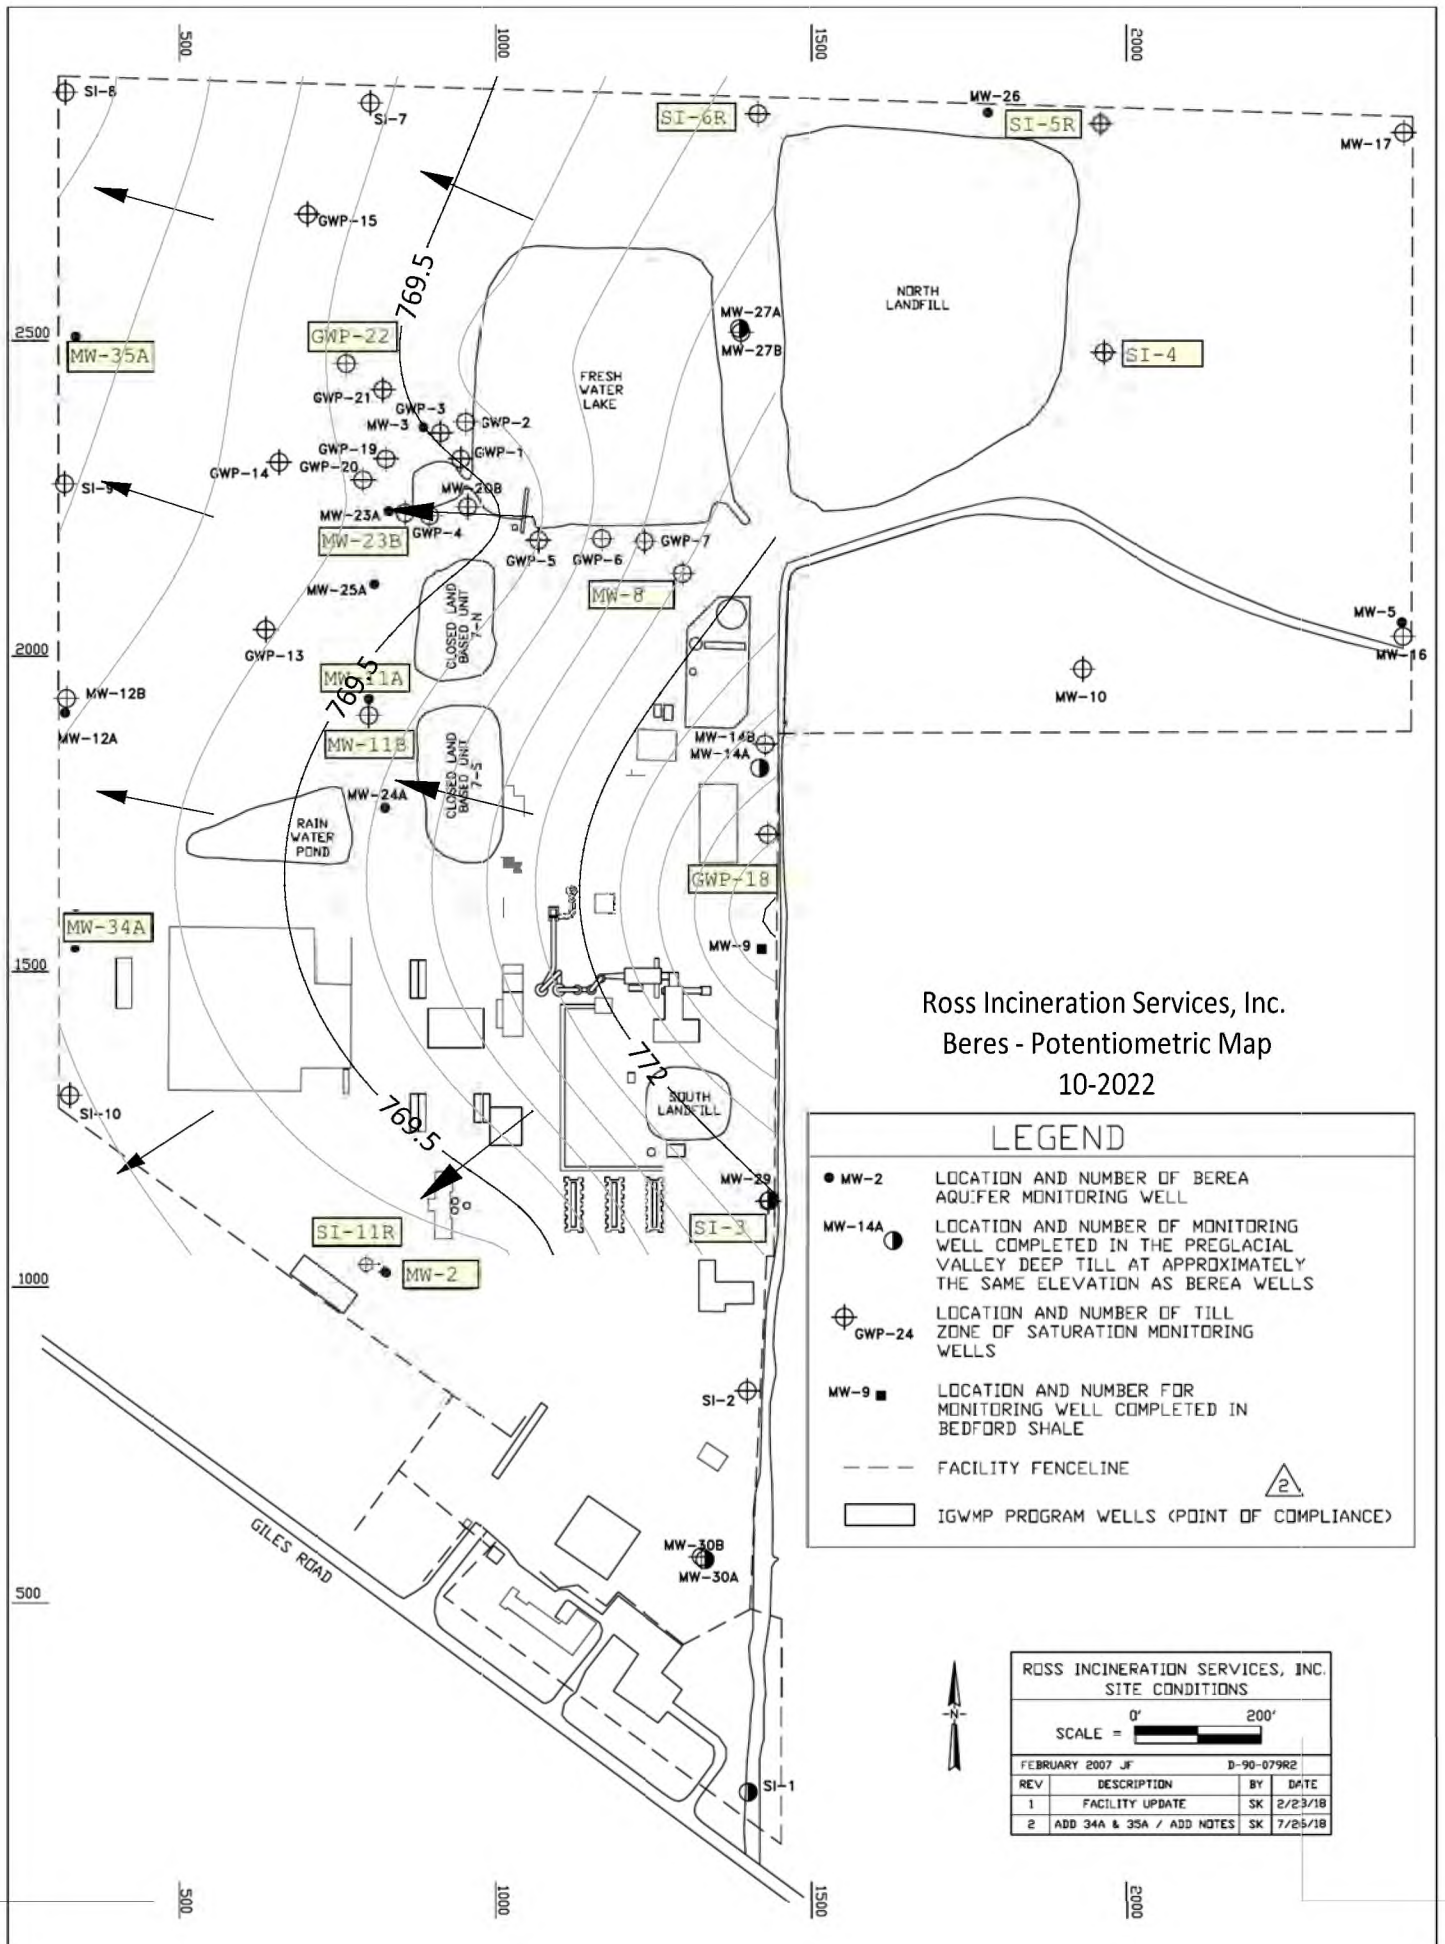 500
1000
1500
2000
SI-8
SI-7
SI-6R
MW-26
SI-5R
MW-17
GWP-15
769.5
NORTH
LANDFILL
2500
MW-35A
GWP-22
MW-27A
MW-27B
SI-4
FRESH
WATER
LAKE
GWP-21
GWP-3
MW-3
GWP-2
GWP-19
GWP-1
GWP-14
GWP-20
SI-9
MW-20B
MW-23A
GWP-4
MW-23B
GWP-5
GWP-6
GWP-7
MW-25A
MW-8
CLOSED LAND
BASED UNIT
7-N
MW-5
GWP-13
2000
MW-16
MW-11A
769.5
MW-12B
MW-10
MW-12A
MW-11B
MW-14B
MW-14A
CLOSED LAND
BASED UNIT
7-S
MW-24A
RAIN
WATER
POND
GWP-18
MW-34A
MW-9
1500
Ross Incineration Services, Inc.
Beres - Potentiometric Map
10-2022
772
SOUTH
LANDFILL
SI-10
769.5
LEGEND
MW-2 LOCATION AND NUMBER OF BEREA
AQUIFER MONITORING WELL
MW-14A LOCATION AND NUMBER OF MONITORING
WELL COMPLETED IN THE PREGLACIAL
VALLEY DEEP TILL AT APPROXIMATELY
THE SAME ELEVATION AS BEREA WELLS
GWP-24 LOCATION AND NUMBER OF TILL
ZONE OF SATURATION MONITORING
WELLS
MW-9 LOCATION AND NUMBER FOR
MONITORING WELL COMPLETED IN
BEDFORD SHALE
FACILITY FENCELINE
2
IGWMP PROGRAM WELLS (POINT OF COMPLIANCE)
MW-29
SI-11R
SI-3
MW-2
1000
SI-2
GILES ROAD
MW-30B
MW-30A
500
SI-1
-N-
ROSS INCINERATION SERVICES, INC.
SITE CONDITIONS
0' 200'
SCALE =
FEBRUARY 2007 JF D-90-079R2
REV DESCRIPTION BY DATE
1 FACILITY UPDATE SK 2/23/18
2 ADD 34A & 35A / ADD NOTES SK 7/26/18
500
1000
1500
2000